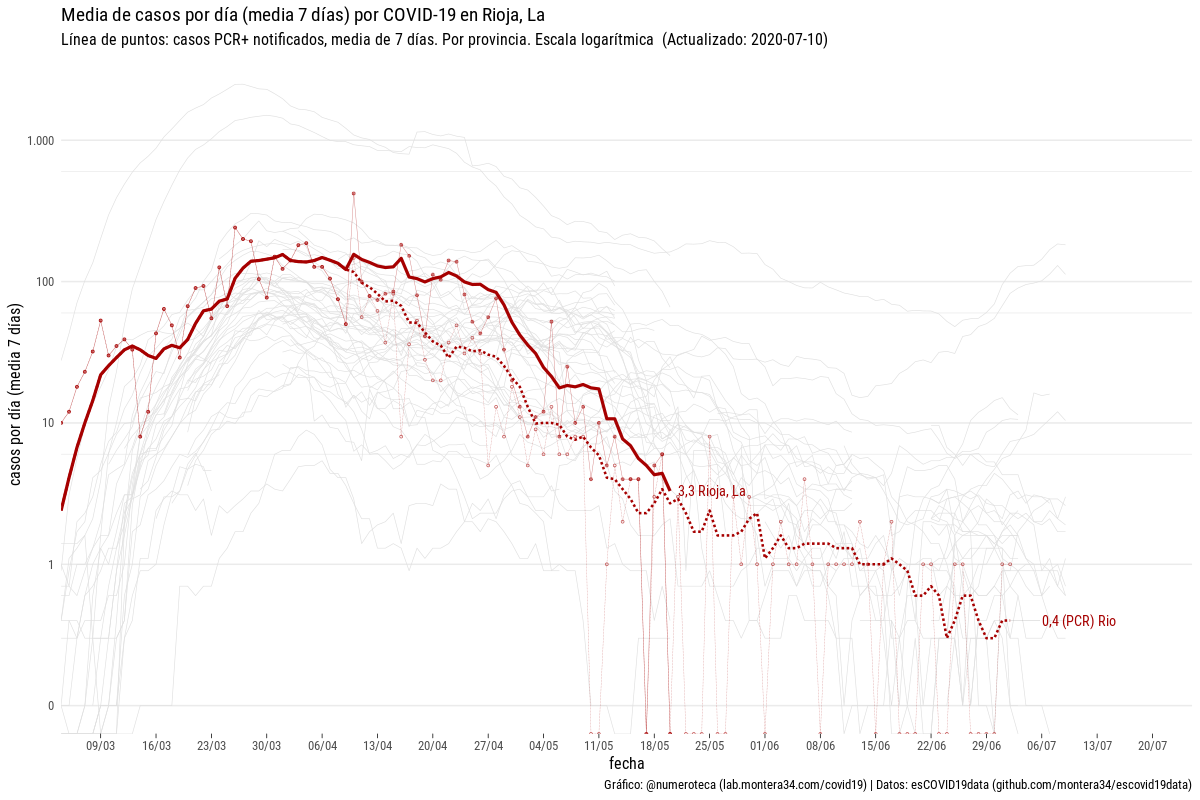 Media de casos por día (media 7 días) por COVID-19 en Rioja, La
Línea de puntos: casos PCR+ notificados, media de 7 días. Por provincia. Escala logarítmica (Actualizado: 2020-07-10)
casos por día (media 7 días)
1.000
100
10
1
0
3,3 Rioja, La
0,4 (PCR) Rio
09/03 16/03 23/03 30/03 06/04 13/04 20/04 27/04 04/05 11/05 18/05 25/05 01/06 08/06 15/06 22/06 29/06 06/07 13/07 20/07
fecha
Gráfico: @numeroteca (lab.montera34.com/covid19) | Datos: esCOVID19data (github.com/montera34/escovid19data)